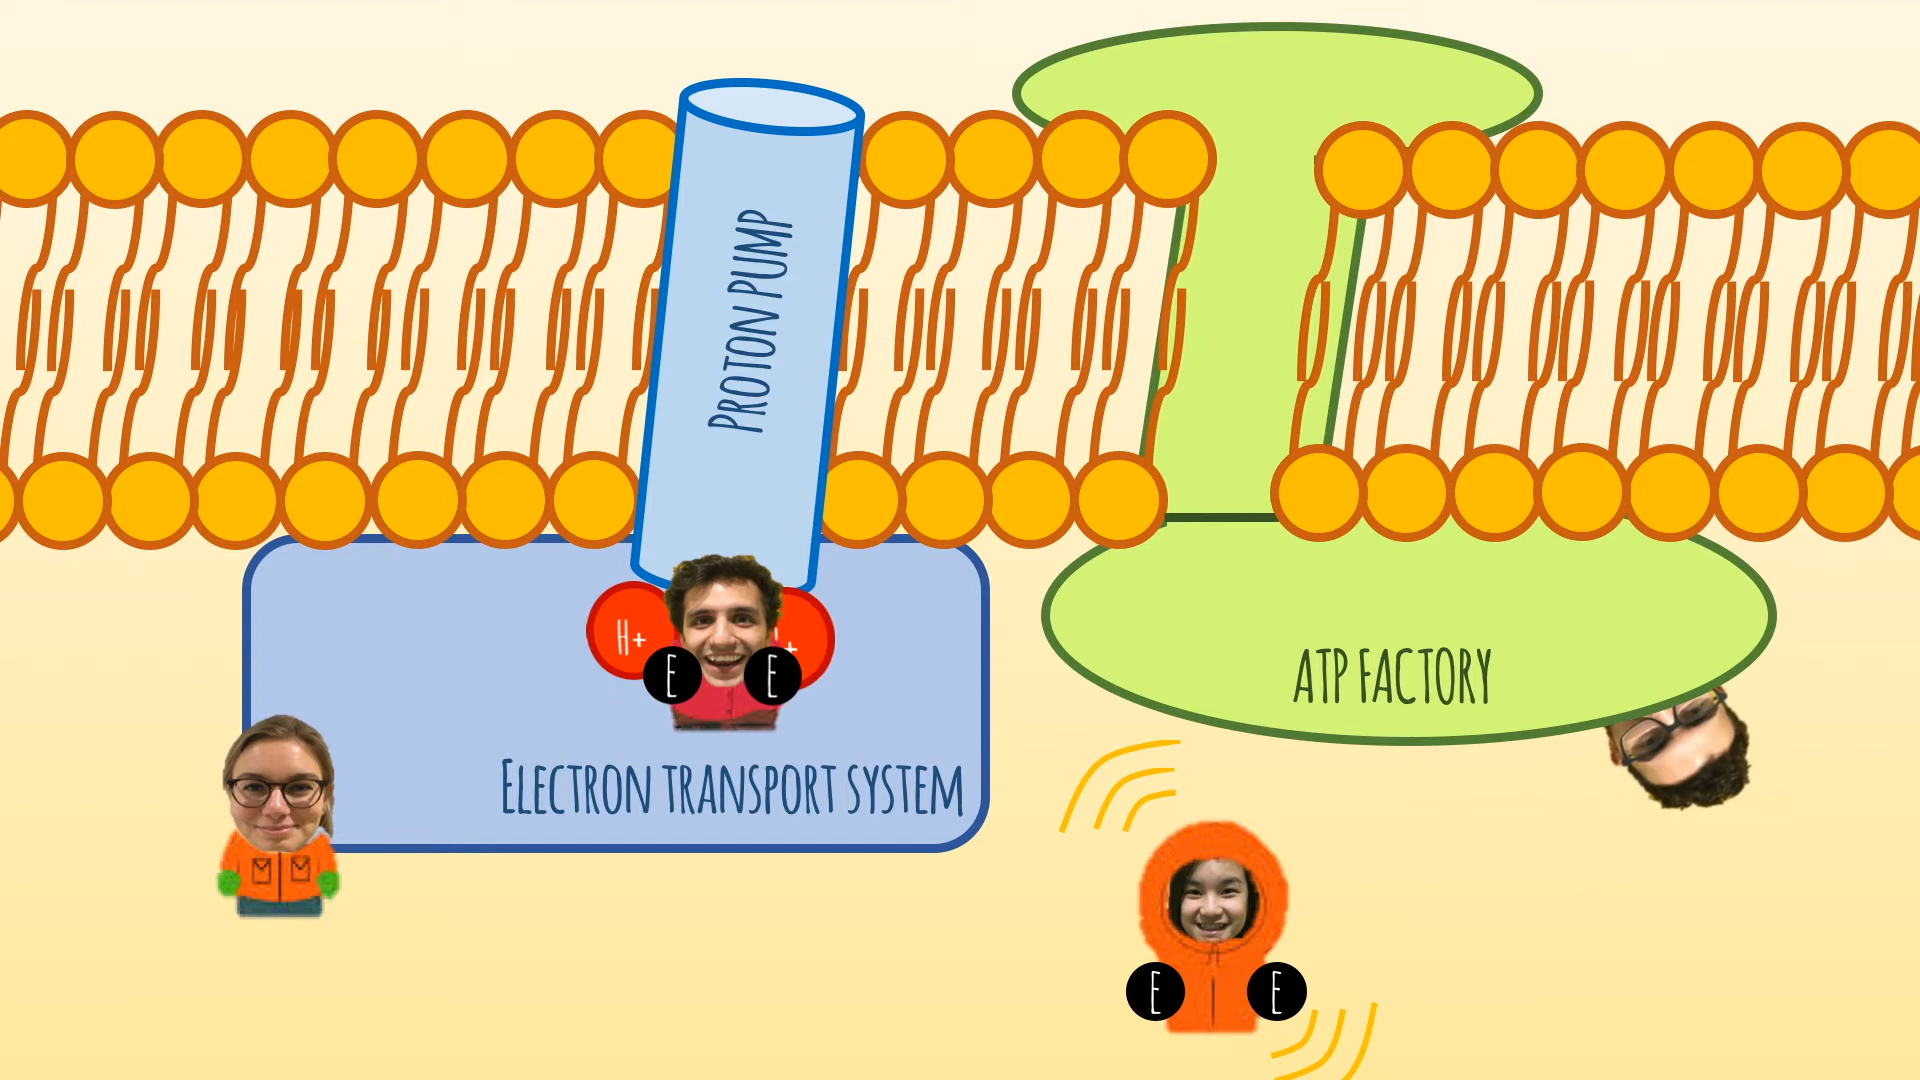 PROTON PUMP
H+
+
E
E
ATP FACTORY
ELECTRON TRANSPORT SYSTEM
E
E